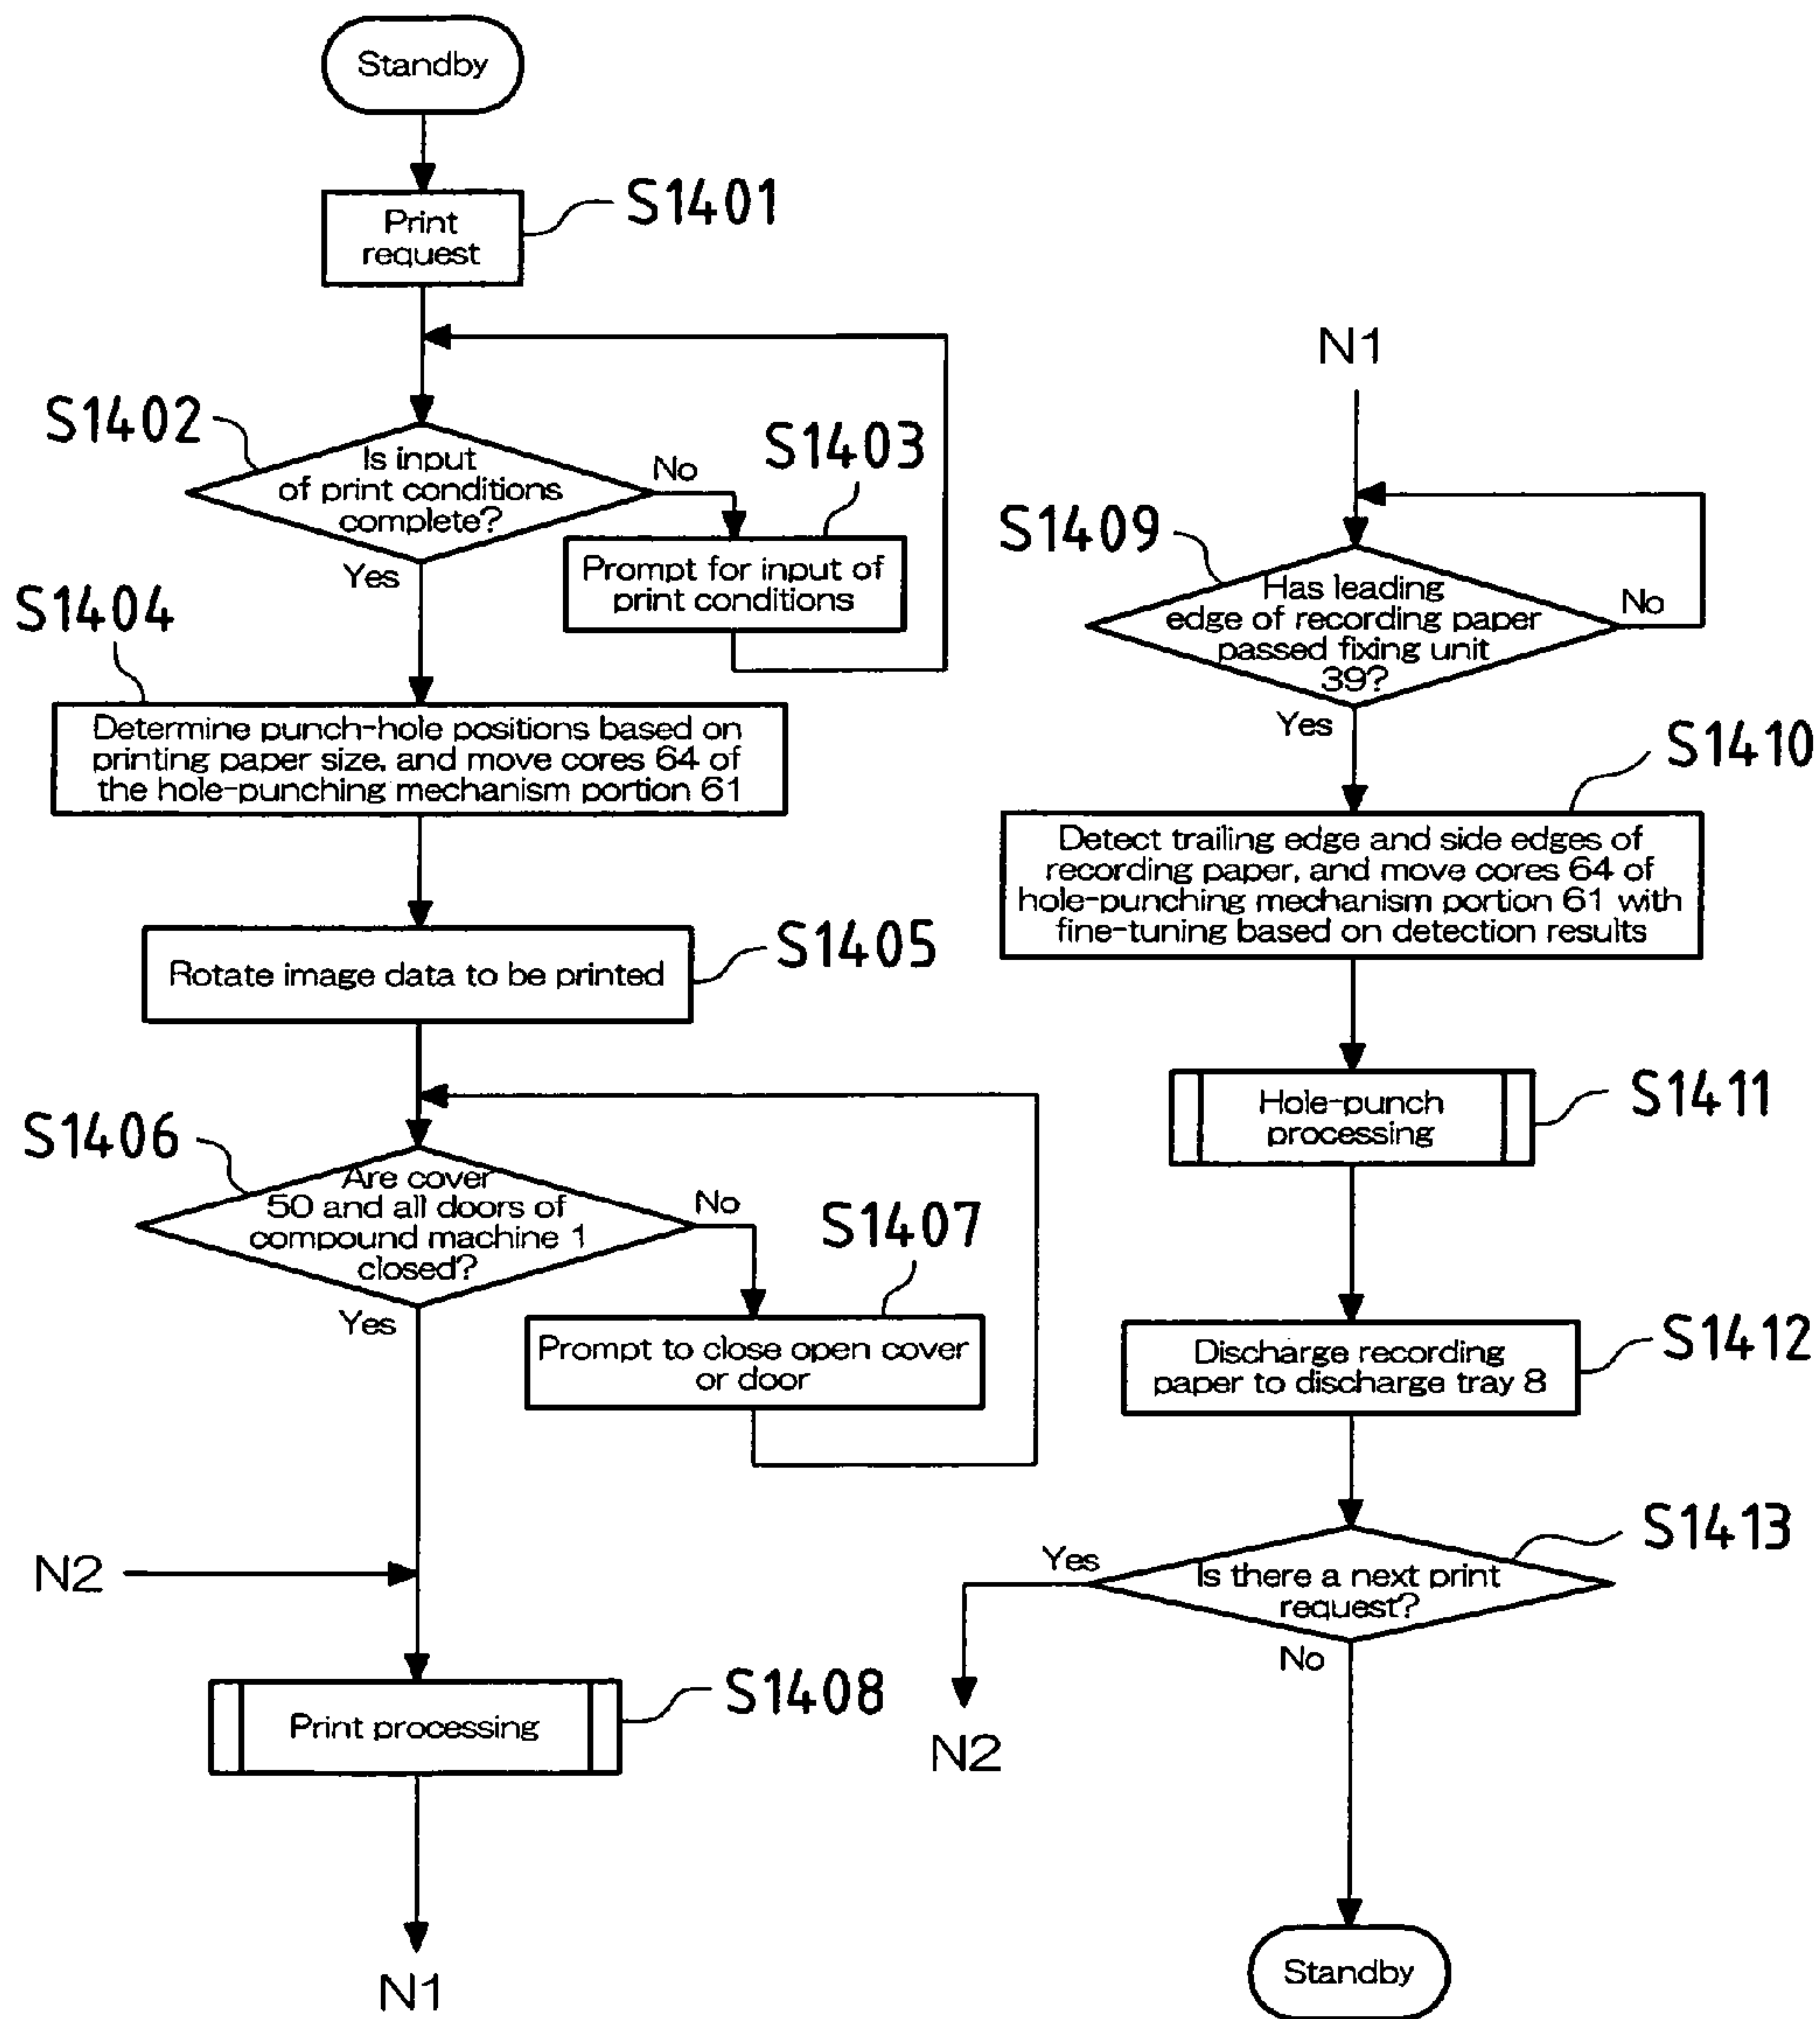 Standby
Print
request
S1401
S1402
Is input
of print conditions
complete?
No
Yes
S1403
Prompt for input of
print conditions
S1404
Determine punch-hole positions based on
printing paper size, and move cores 64 of
the hole-punching mechanism portion 61
Rotate image data to be printed
S1405
S1406
Are cover
50 and all doors of
compound machine 1
closed?
No
Yes
S1407
Prompt to close open cover
or door
N2
Print processing
S1408
N1
N1
S1409
Has leading
edge of recording paper
passed fixing unit
39?
No
Yes
S1410
Detect trailing edge and side edges of
recording paper, and move cores 64 of
hole-punching mechanism portion 61 with
fine-tuning based on detection results
Hole-punch
processing
S1411
Discharge recording
paper to discharge tray 8
S1412
S1413
Is there a next print
request?
Yes
No
N2
Standby